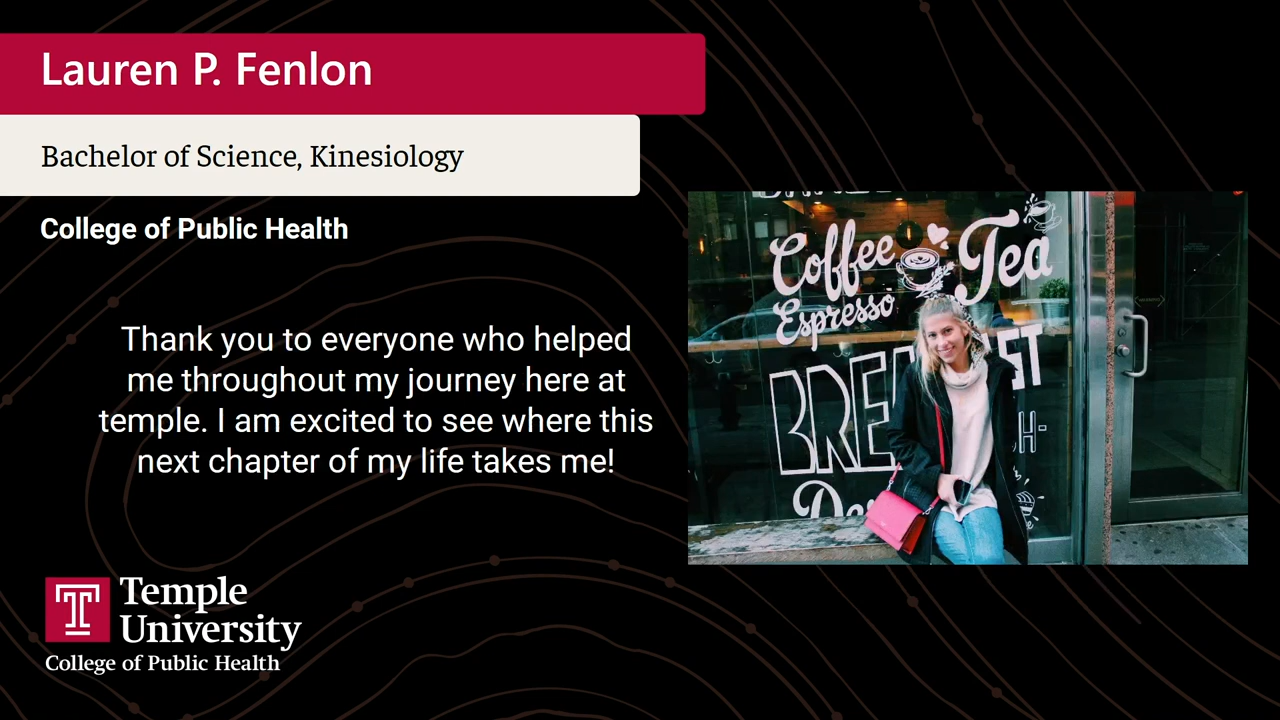 Lauren P. Fenlon
Bachelor of Science, Kinesiology
College of Public Health
Thank you to everyone who helped
me throughout my journey here at
temple. I am excited to see where this
next chapter of my life takes me!
Coffee
Tea
Espresso
Temple
University
College of Public Health